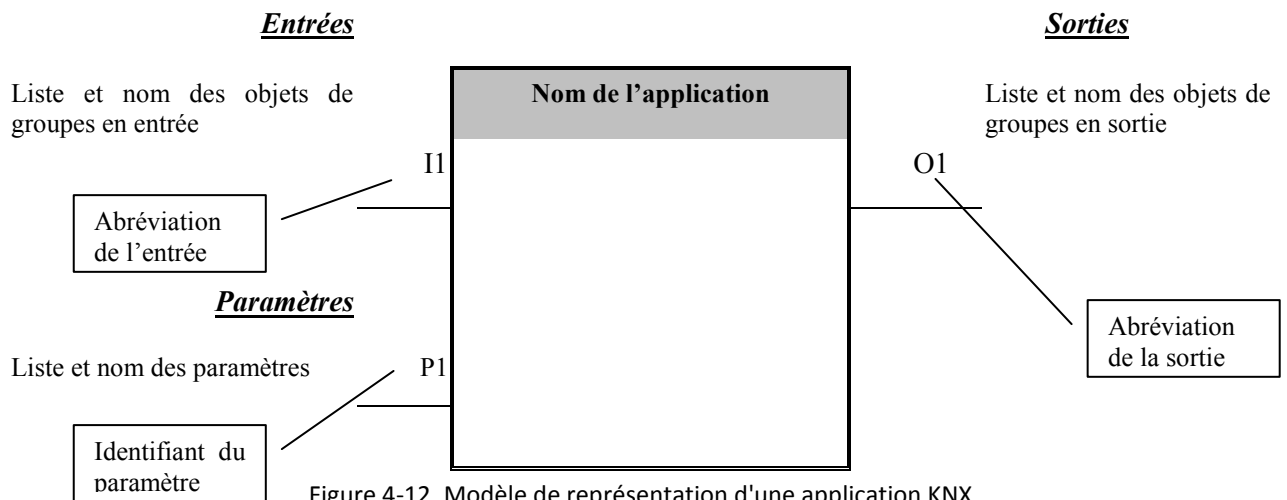 Entrées
Sorties
Liste et nom des objets de
groupes en entrée
Nom de l’application
Liste et nom des objets de
groupes en sortie
I1
O1
Abréviation
de l’entrée
Paramètres
Abréviation
de la sortie
Liste et nom des paramètres
P1
Identifiant du
paramètre
Figure 4-12 Modèle de représentation d'une application KNX